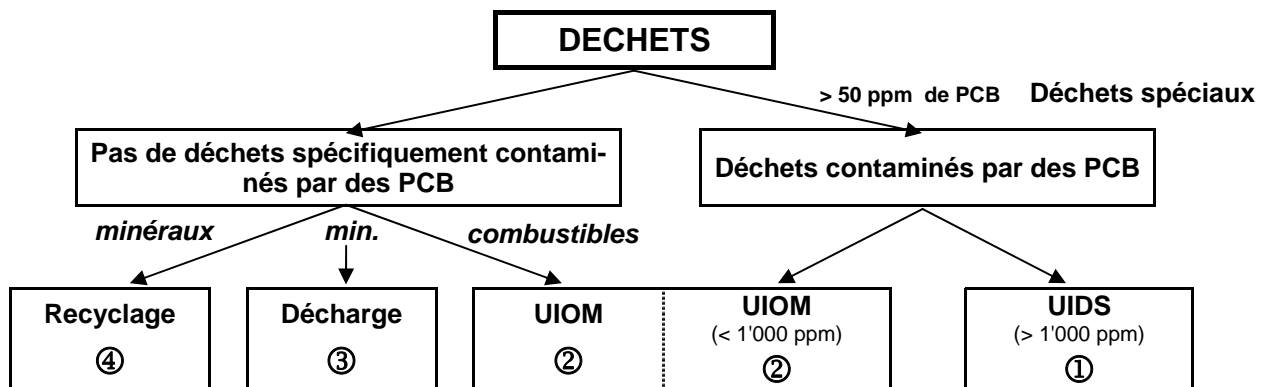 DECHETS
> 50 ppm de PCB Déchets spéciaux
Pas de déchets spécifiquement contami-
nés par des PCB
Déchets contaminés par des PCB
minéraux
min.
combustibles
Recyclage
④
Décharge
③
UIOM
②
UIOM
(< 1'000 ppm)
②
UIDS
(> 1'000 ppm)
①